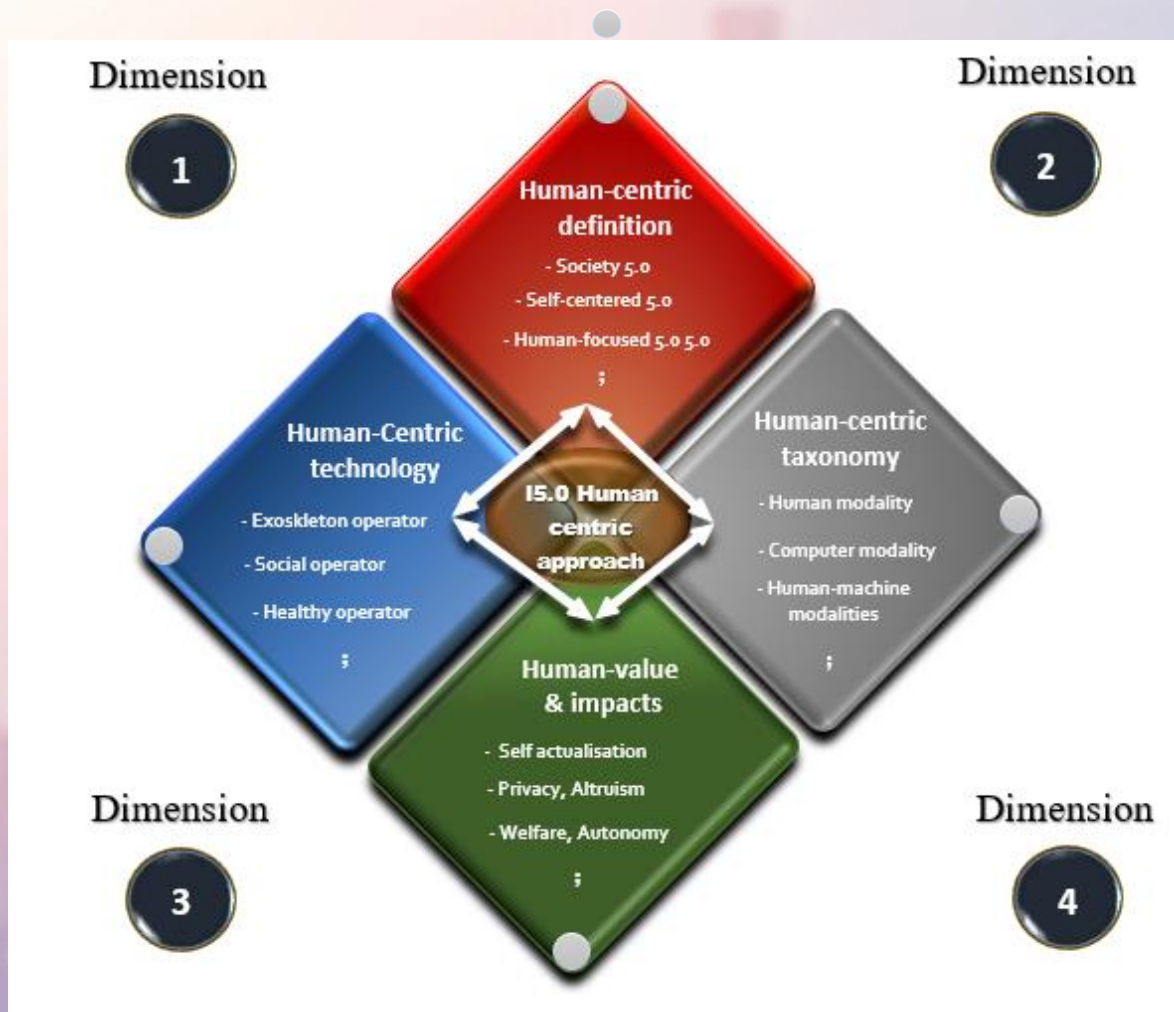 Dimension
1
Dimension
2
Human-centric
definition
- Society 5.0
- Self-centered 5.0
- Human-focused 5.0 5.0
;
Human-Centric
technology
- Exoskleton operator
- Social operator
- Healthy operator
;
I5.0 Human
centric
approach
Human-centric
taxonomy
- Human modality
- Computer modality
- Human-machine
modalities
;
Human-value
& impacts
- Self actualisation
- Privacy, Altruism
- Welfare, Autonomy
;
Dimension
3
Dimension
4